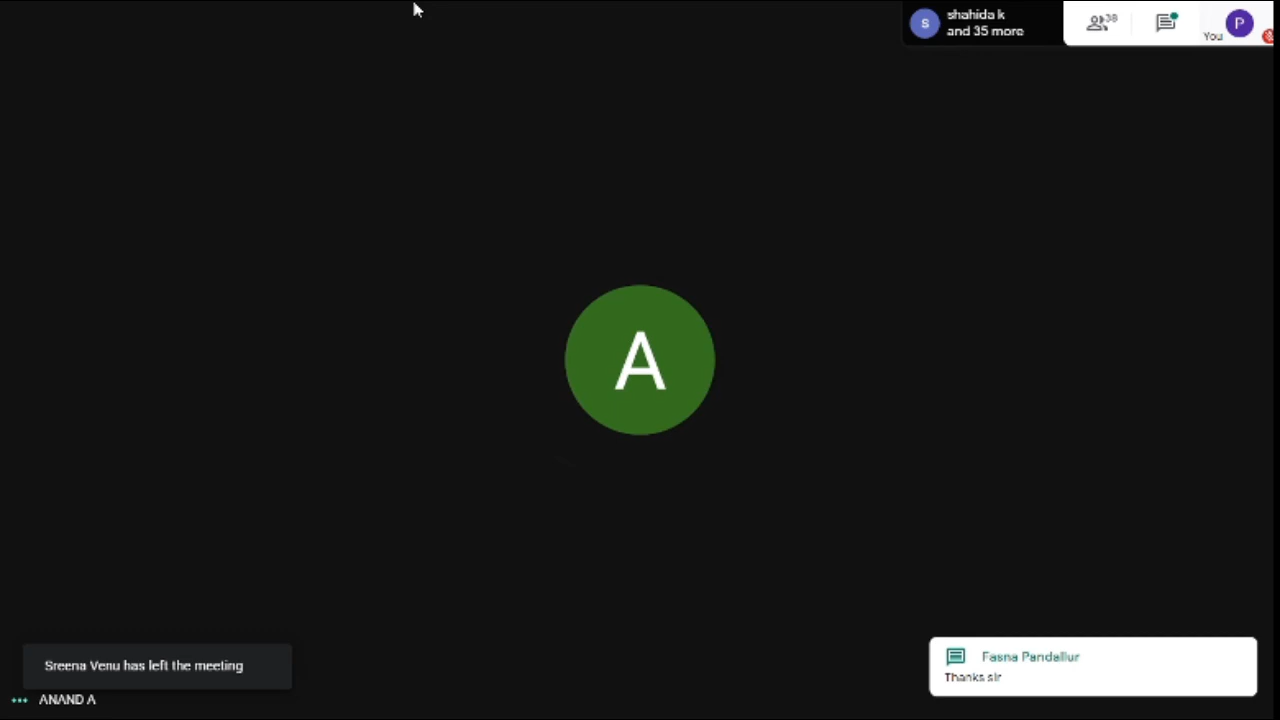 s
shahida k
and 35 more
38
You
P
A
Sreena Venu has left the meeting
ANAND A
Fasna Pandallur
Thanks sir